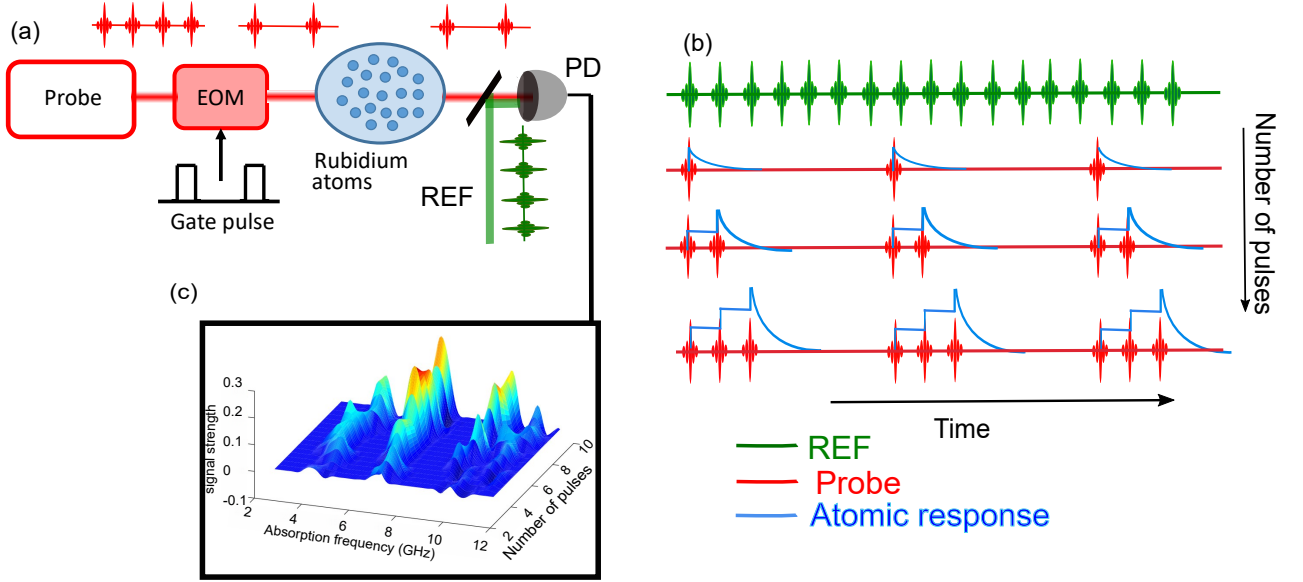 (a)
Probe
EOM
PD
Rubidium
atoms
REF
Gate pulse
(b)
Number of pulses
Time
REF
Probe
Atomic response
(c)
signal strength
0.3
0.2
0.1
0
-0.1
2
4
6
8
10
12
Absorption frequency (GHz)
2
4
6
8
10
Number of pulses